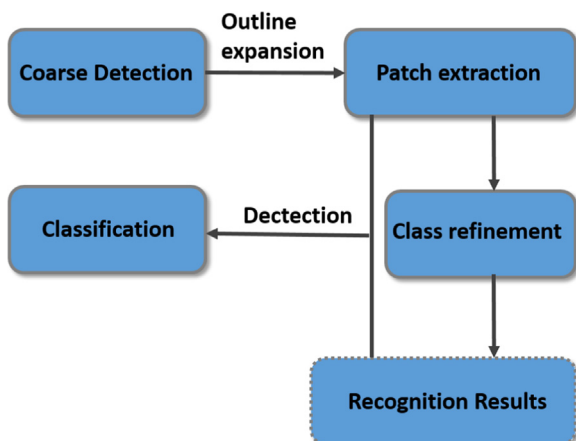 Outline
expansion
Coarse Detection
Patch extraction
Dectection
Classification
Class refinement
Recognition Results